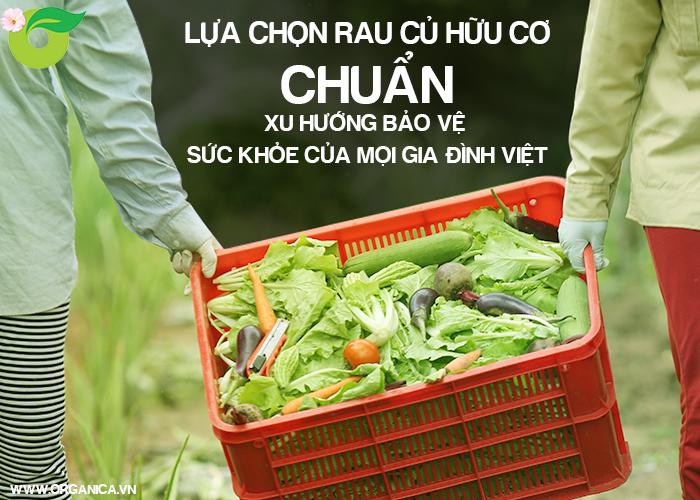 LỰA CHỌN RAU CỦ HỮU CƠ
CHUẨN
XU HƯỚNG BẢO VỆ
SỨC KHỎE CỦA MỌI GIA ĐÌNH VIỆT
WWW.ORGANICA.VN